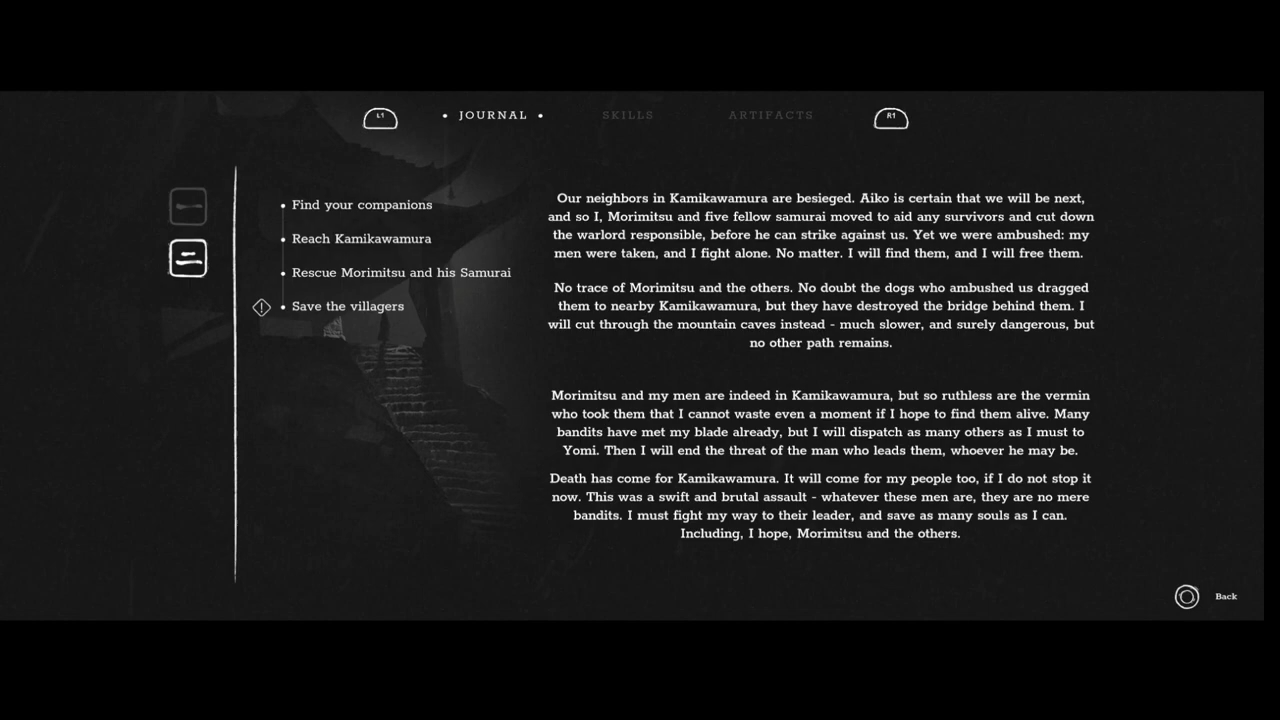 L1
JOURNAL
SKILLS
ARTIFACTS
R1
一
二
Find your companions
Reach Kamikawamura
Rescue Morimitsu and his Samurai
! Save the villagers
Our neighbors in Kamikawamura are besieged. Aiko is certain that we will be next,
and so I, Morimitsu and five fellow samurai moved to aid any survivors and cut down
the warlord responsible, before he can strike against us. Yet we were ambushed: my
men were taken, and I fight alone. No matter. I will find them, and I will free them.
No trace of Morimitsu and the others. No doubt the dogs who ambushed us dragged
them to nearby Kamikawamura, but they have destroyed the bridge behind them. I
will cut through the mountain caves instead - much slower, and surely dangerous, but
no other path remains.
Morimitsu and my men are indeed in Kamikawamura, but so ruthless are the vermin
who took them that I cannot waste even a moment if I hope to find them alive. Many
bandits have met my blade already, but I will dispatch as many others as I must to
Yomi. Then I will end the threat of the man who leads them, whoever he may be.
Death has come for Kamikawamura. It will come for my people too, if I do not stop it
now. This was a swift and brutal assault - whatever these men are, they are no mere
bandits. I must fight my way to their leader, and save as many souls as I can.
Including, I hope, Morimitsu and the others.
Back